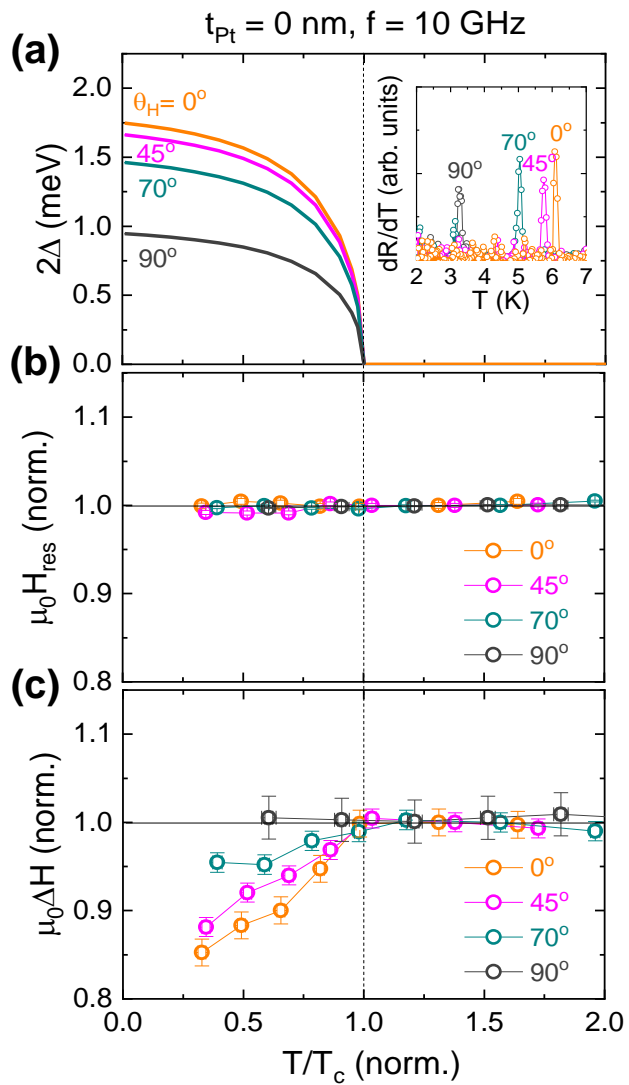 t_Pt = 0 nm, f = 10 GHz
(a)
2Δ (meV)
2.0
1.5
1.0
0.5
0.0
θ_H= 0°
45°
70°
90°
dR/dT (arb. units)
90°
70°
45°
0°
2 3 4 5 6 7
T (K)
(b)
μ₀H_res (norm.)
1.1
1.0
0.9
0.8
0°
45°
70°
90°
(c)
μ₀ΔH (norm.)
1.1
1.0
0.9
0.8
0°
45°
70°
90°
0.0 0.5 1.0 1.5 2.0
T/T_c (norm.)